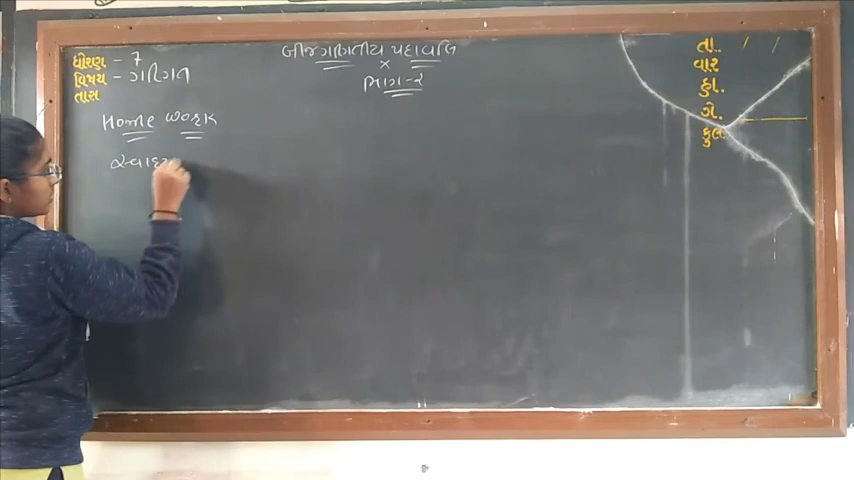 ધોરણ - 7
વિષય - ગણિત
તાસ
બીજગણિતીય પદાવલિ
×
ભાગ-૨
Home work
સ્વાધ્ય
તા. / /
વાર
હા.
ગે.
કુલ